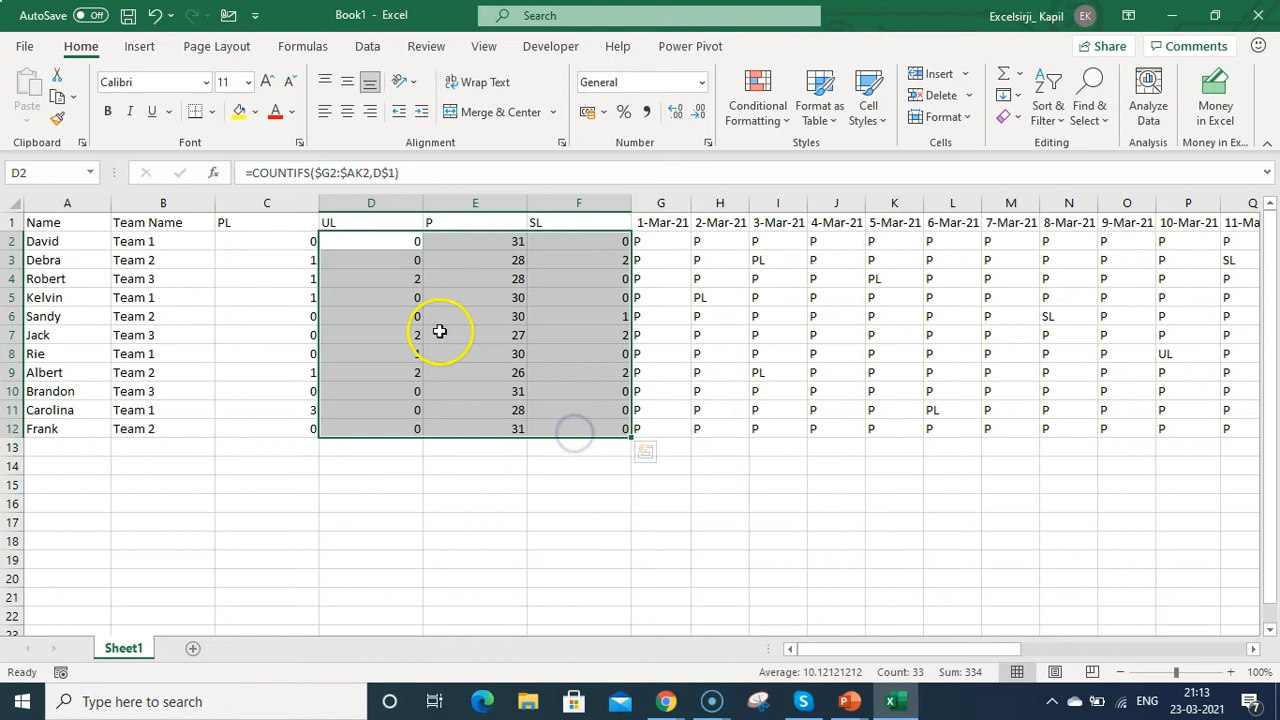 AutoSave Off Book1 - Excel Search Excelsirji_ Kapil EK
File Home Insert Page Layout Formulas Data Review View Developer Help Power Pivot Share Comments
Paste Calibri 11 A A Wrap Text General Conditional Formatting Format as Table Cell Styles Insert Delete Format Sort & Filter Find & Select Analyze Data Money in Excel
B I U A Merge & Center % ,
Clipboard Font Alignment Number Styles Cells Editing Analysis Money in Ex...
D2 fx =COUNTIFS($G2:$AK2,D$1)
A B C D E F G H I J K L M N O P Q
1 Name Team Name PL UL P SL 1-Mar-21 2-Mar-21 3-Mar-21 4-Mar-21 5-Mar-21 6-Mar-21 7-Mar-21 8-Mar-21 9-Mar-21 10-Mar-21 11-Ma
2 David Team 1 0 0 31 0 P P P P P P P P P P P
3 Debra Team 2 1 0 28 2 P P PL P P P P P P P SL
4 Robert Team 3 1 2 28 0 P P P P PL P P P P P P
5 Kelvin Team 1 1 0 30 0 P PL P P P P P P P P P
6 Sandy Team 2 0 0 30 1 P P P P P P P SL P P P
7 Jack Team 3 0 2 27 2 P P P P P P P P P P P
8 Rie Team 1 0 1 30 0 P P P P P P P P P UL P
9 Albert Team 2 1 2 26 2 P P PL P P P P P P P P
10 Brandon Team 3 0 0 31 0 P P P P P P P P P P P
11 Carolina Team 1 3 0 28 0 P P P P P PL P P P P P
12 Frank Team 2 0 0 31 0 P P P P P P P P P P P
13
14
15
16
17
18
19
20
21
22
23
Sheet1
Ready Average: 10.12121212 Count: 33 Sum: 334 100%
Type here to search ENG 21:13
23-03-2021 7